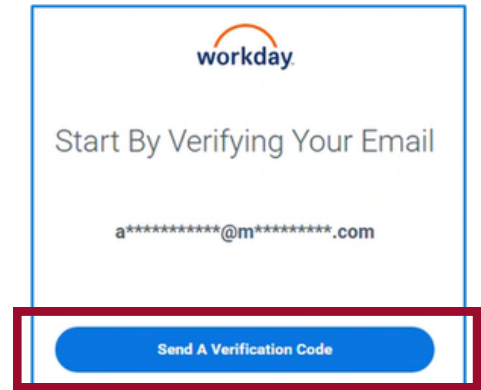 workday.
Start By Verifying Your Email
a***********@m*********.com
Send A Verification Code